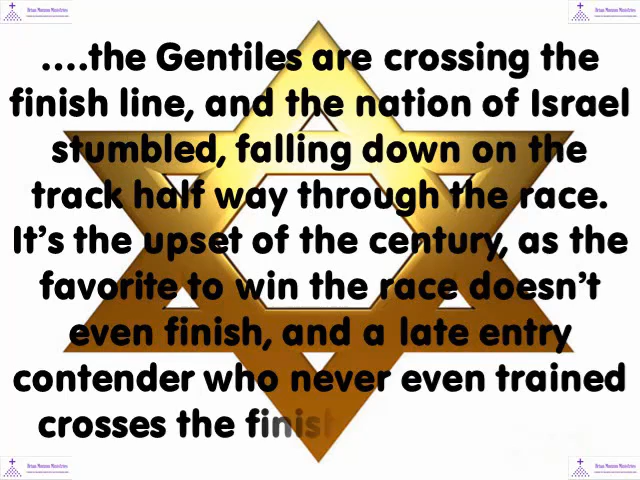 ....the Gentiles are crossing the
finish line, and the nation of Israel
stumbled, falling down on the
track half way through the race.
It's the upset of the century, as the
favorite to win the race doesn't
even finish, and a late entry
contender who never even trained
crosses the finish